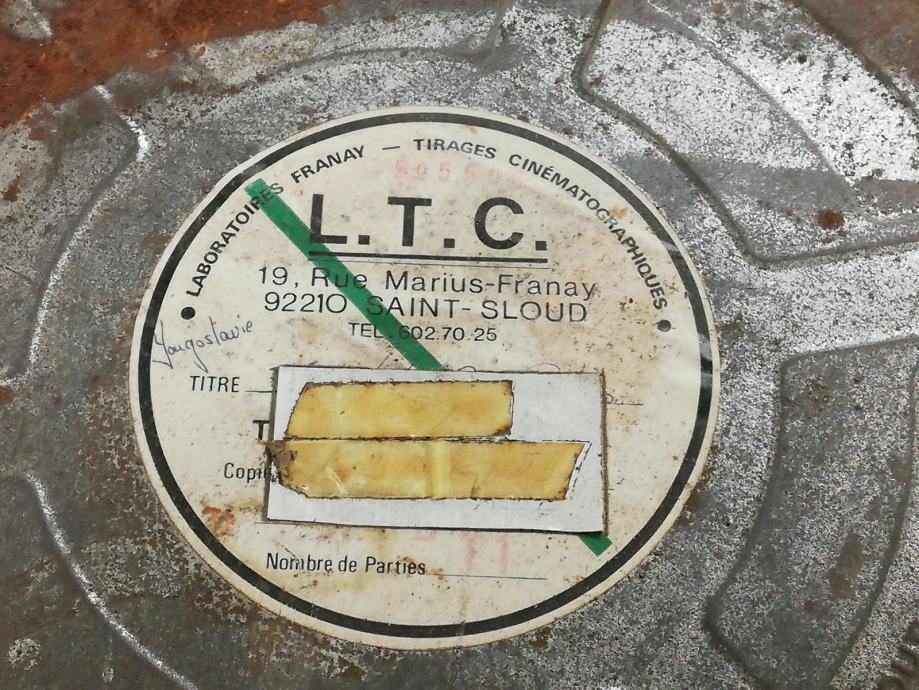 LABORATOIRES FRANAY — TIRAGES CINÉMATOGRAPHIQUES
L.T.C.
19, Rue Marius-Franay
92210 SAINT-SLOUD
TEL. 602.70.25
Yougoslavie
TITRE
Nombre de Parties